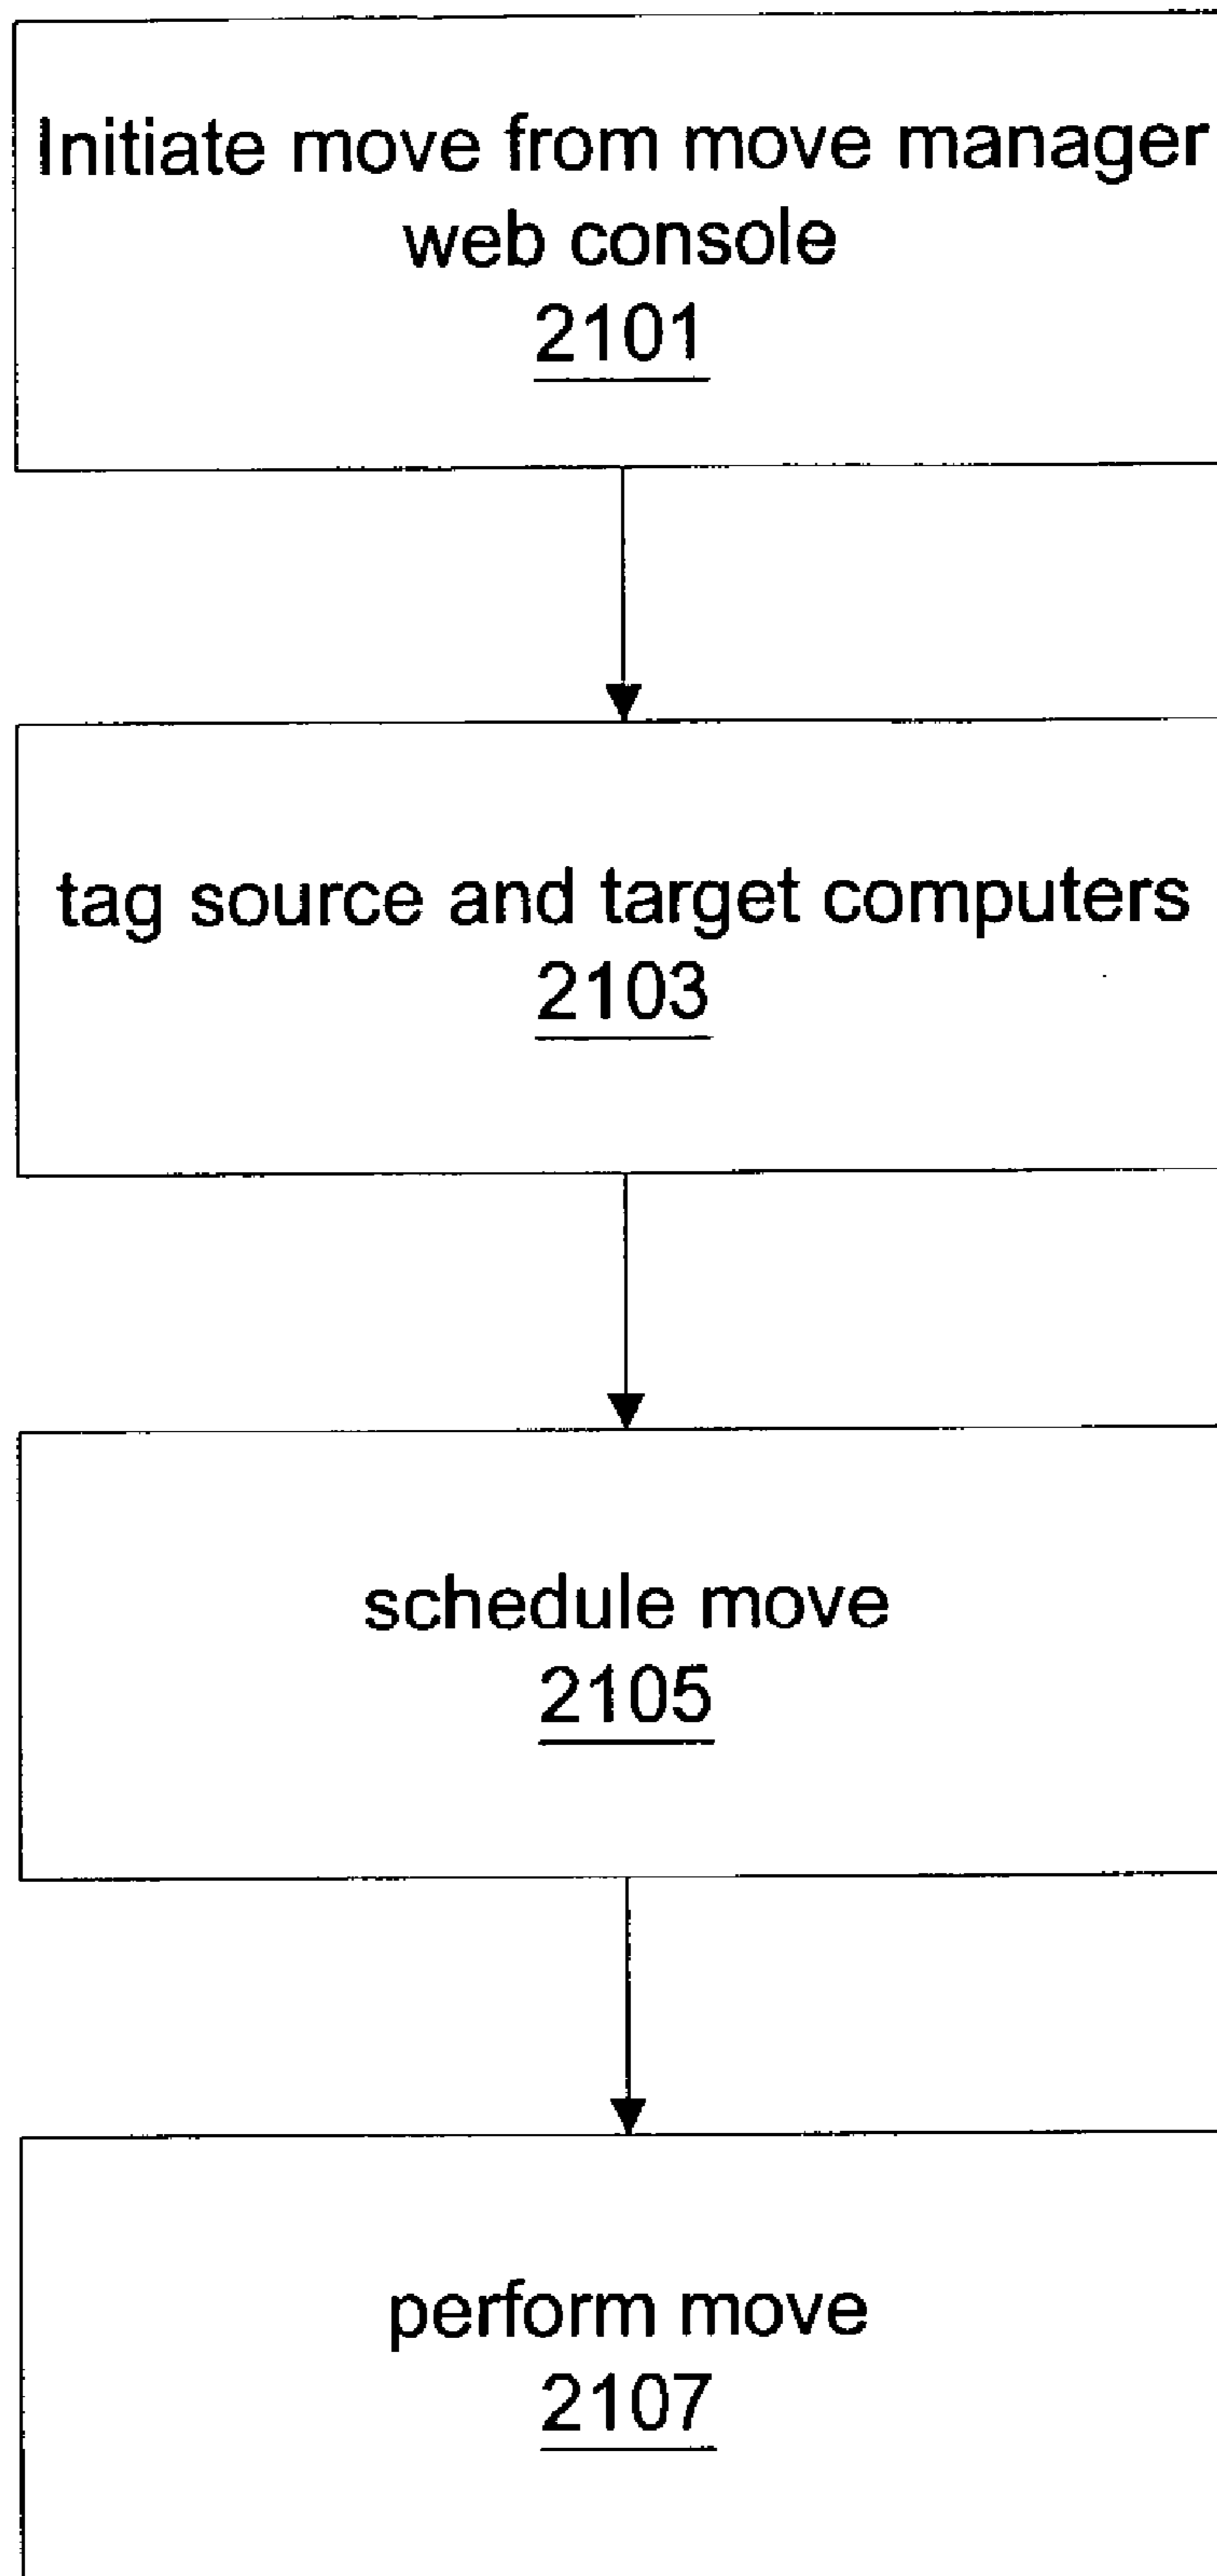 Initiate move from move manager
web console
2101
tag source and target computers
2103
schedule move
2105
perform move
2107